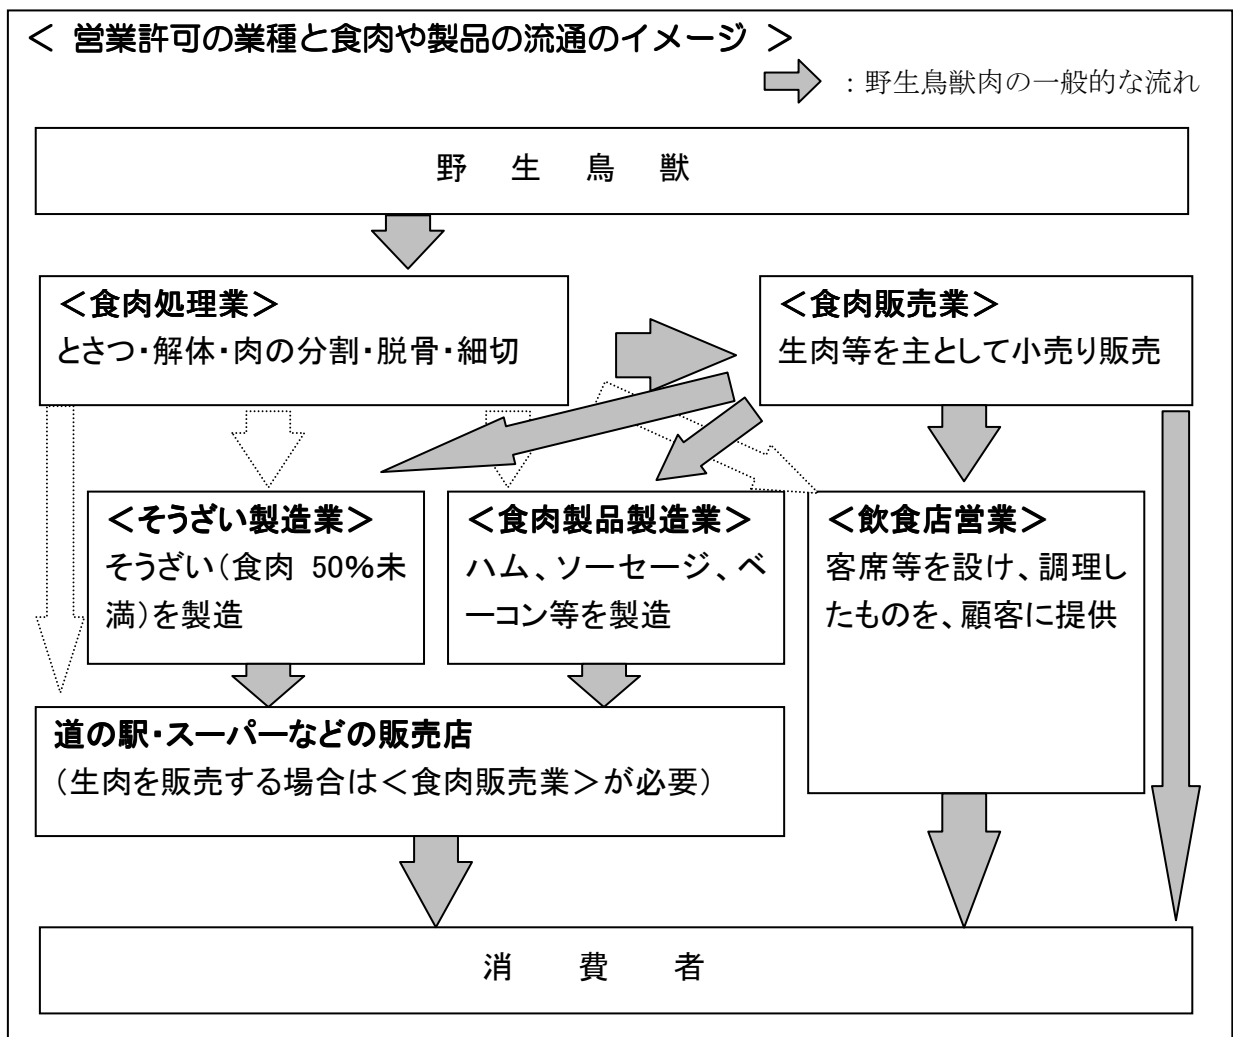 ＜ 営業許可の業種と食肉や製品の流通のイメージ ＞
：野生鳥獣肉の一般的な流れ
野 生 鳥 獣
＜食肉処理業＞
とさつ・解体・肉の分割・脱骨・細切
＜食肉販売業＞
生肉等を主として小売り販売
＜そうざい製造業＞
そうざい（食肉 50％未
満）を製造
＜食肉製品製造業＞
ハム、ソーセージ、ベ
ーコン等を製造
＜飲食店営業＞
客席等を設け、調理し
たものを、顧客に提供
道の駅・スーパーなどの販売店
（生肉を販売する場合は＜食肉販売業＞が必要）
消 費 者